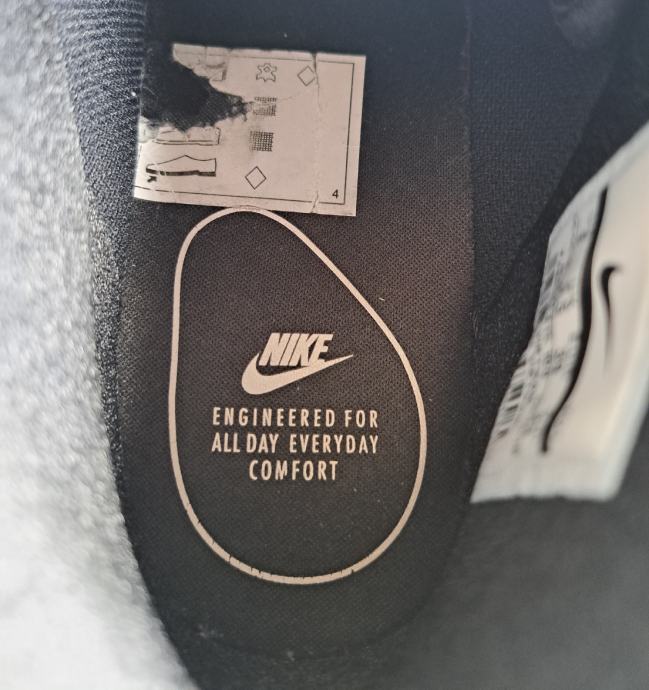 4
NIKE
ENGINEERED FOR
ALL DAY EVERYDAY
COMFORT